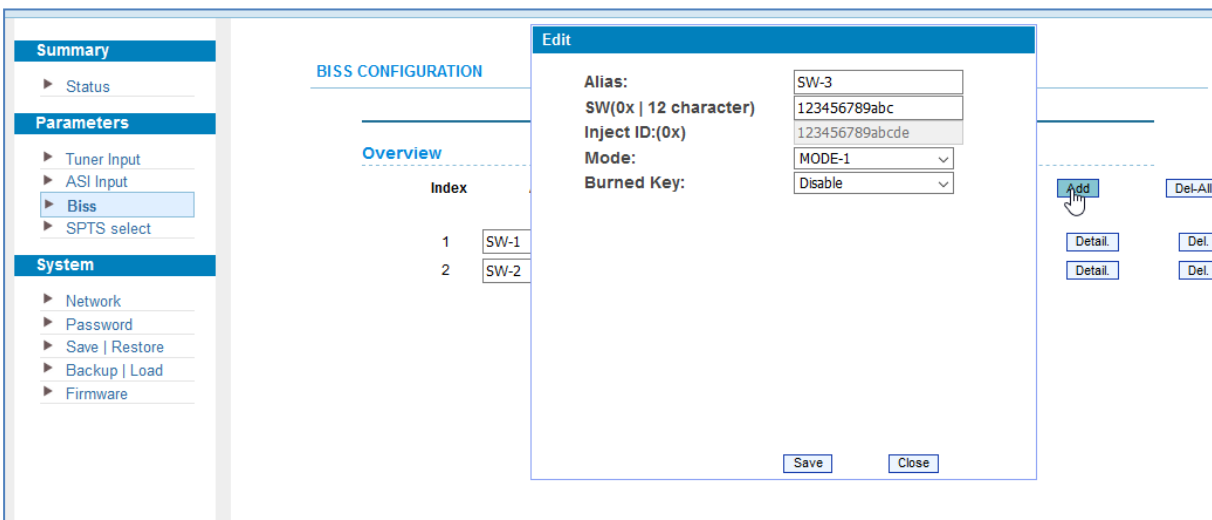 Summary
Status
Parameters
Tuner Input
ASI Input
Biss
SPTS select
System
Network
Password
Save | Restore
Backup | Load
Firmware
BISS CONFIGURATION
Overview
Index
Add
Del-All
1 SW-1 Detail. Del.
2 SW-2 Detail. Del.
Edit
Alias: SW-3
SW(0x | 12 character) 123456789abc
Inject ID:(0x) 123456789abcde
Mode: MODE-1
Burned Key: Disable
Save Close